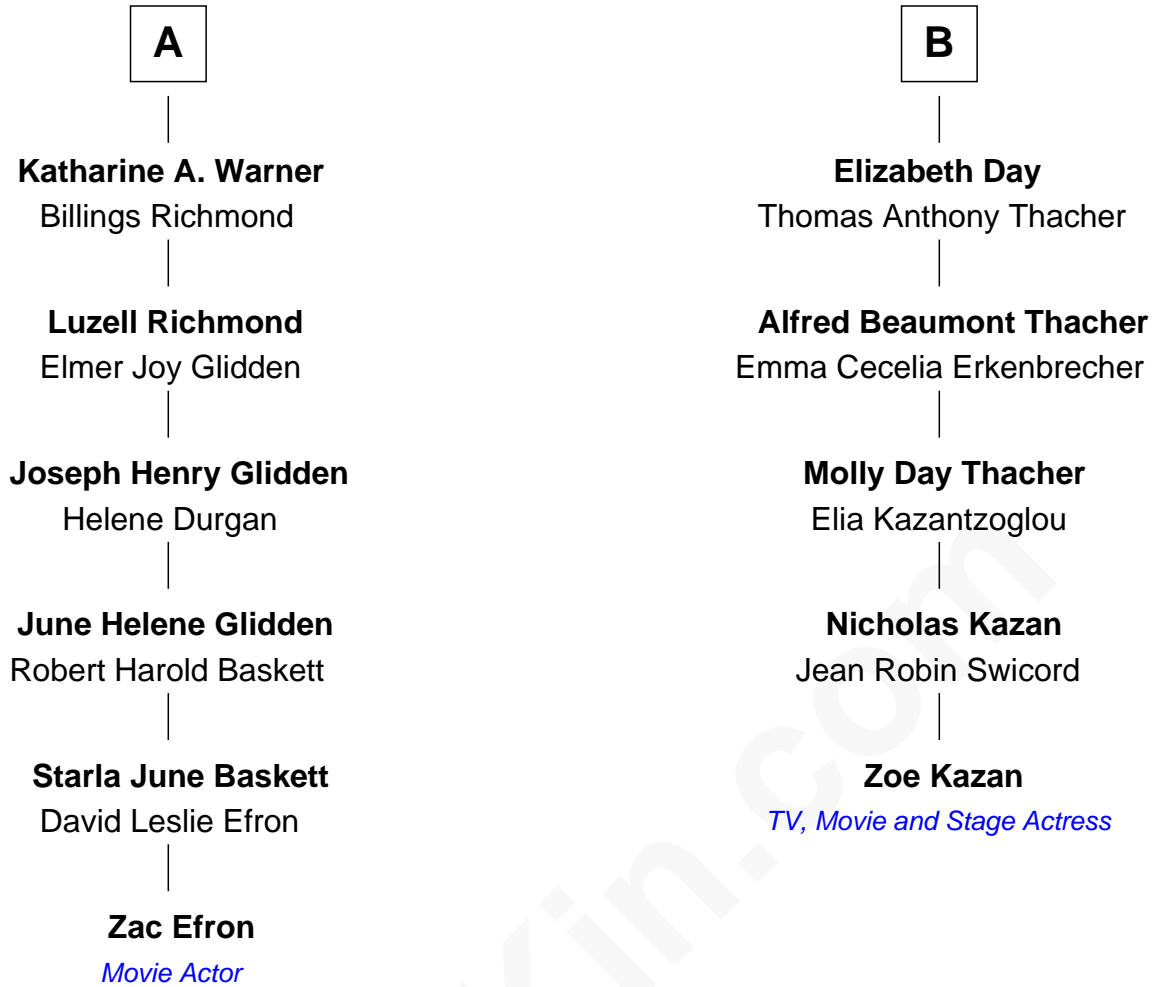 A
Katharine A. Warner
Billings Richmond
Luzell Richmond
Elmer Joy Glidden
Joseph Henry Glidden
Helene Durgan
June Helene Glidden
Robert Harold Baskett
Starla June Baskett
David Leslie Efron
Zac Efron
Movie Actor
B
Elizabeth Day
Thomas Anthony Thacher
Alfred Beaumont Thacher
Emma Cecelia Erkenbrecher
Molly Day Thacher
Elia Kazantzoglou
Nicholas Kazan
Jean Robin Swicord
Zoe Kazan
TV, Movie and Stage Actress
Kin.com